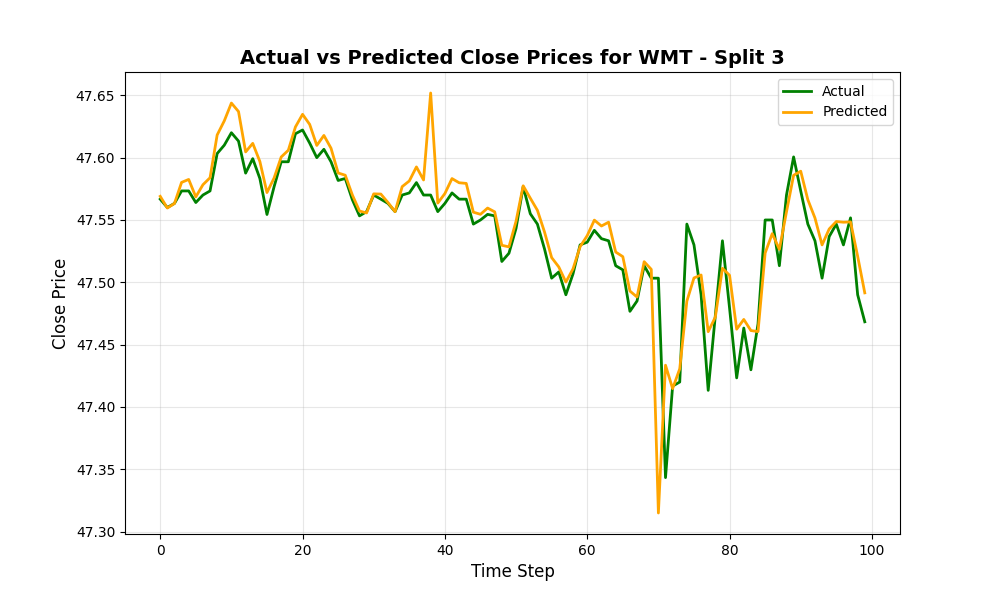 Actual vs Predicted Close Prices for WMT - Split 3
Actual
Predicted
Close Price
47.65
47.60
47.55
47.50
47.45
47.40
47.35
47.30
0 20 40 60 80 100
Time Step